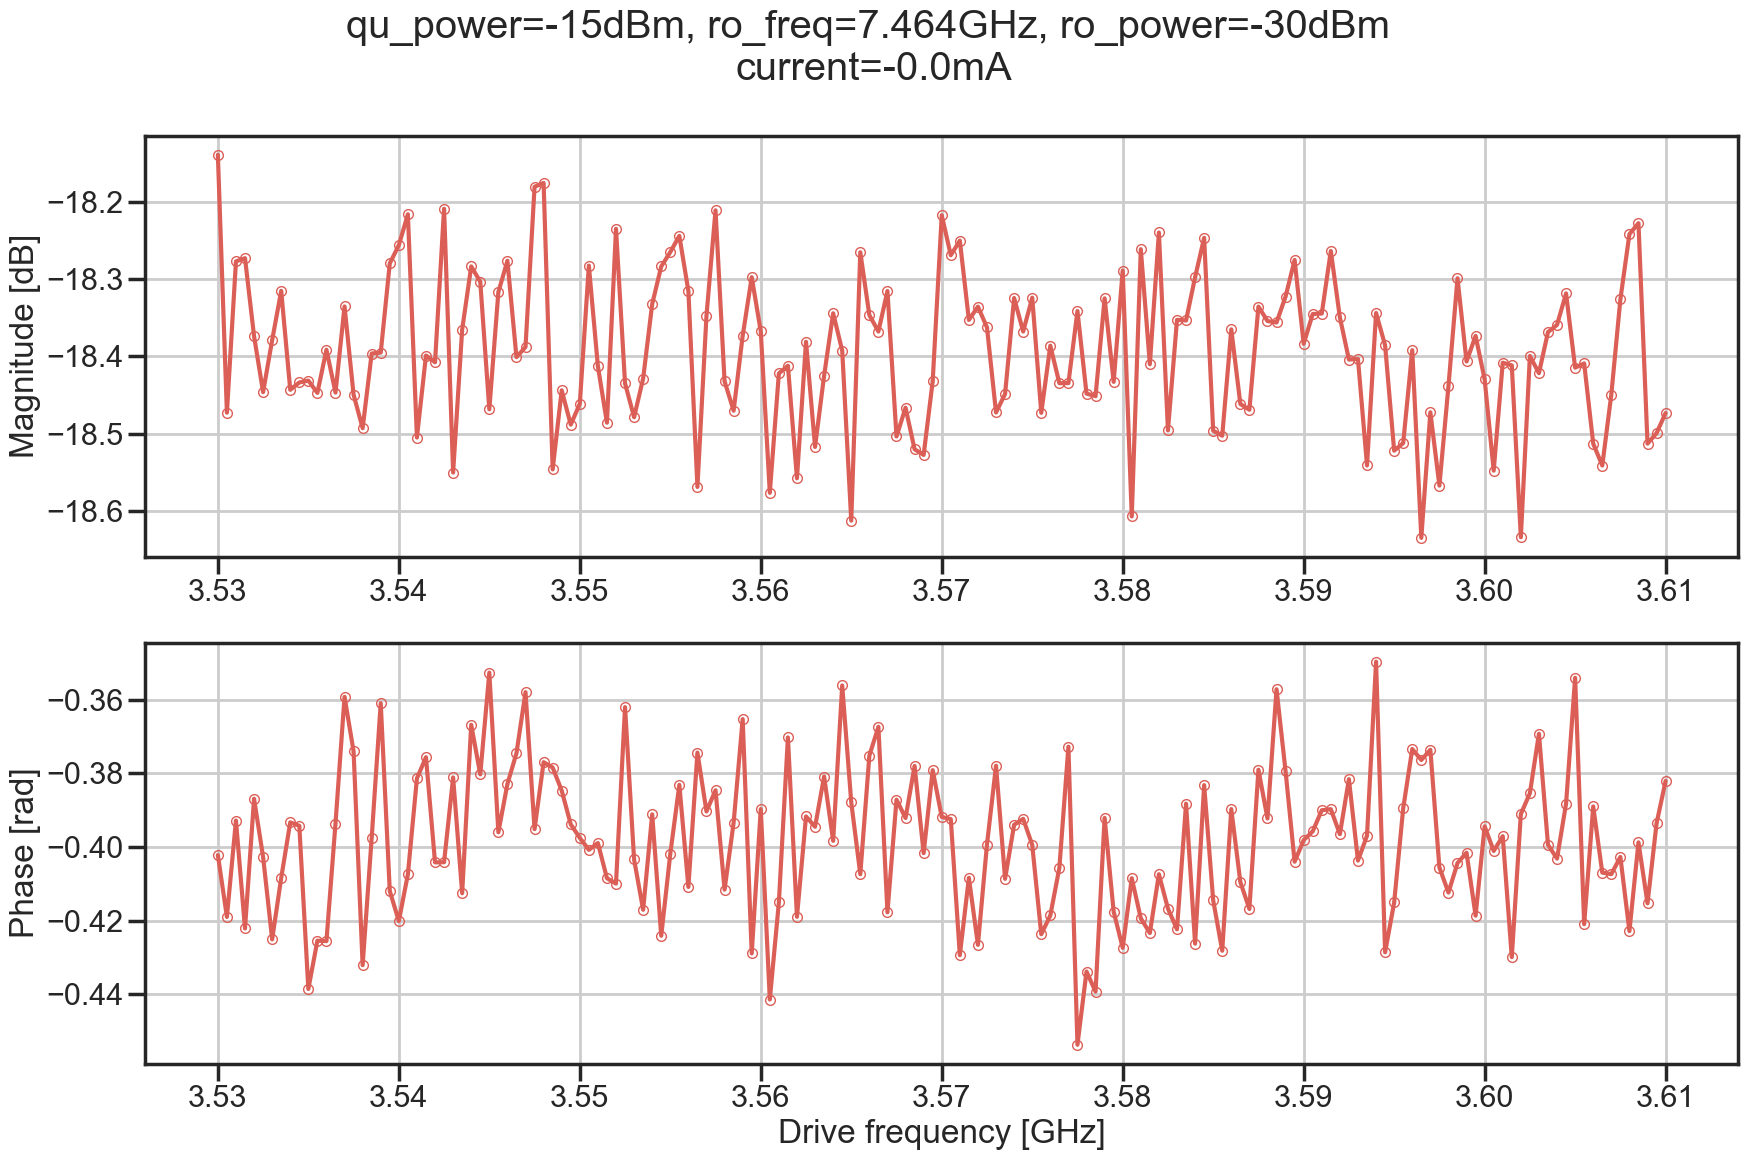 qu_power=-15dBm, ro_freq=7.464GHz, ro_power=-30dBm
current=-0.0mA
Magnitude [dB]
−18.2
−18.3
−18.4
−18.5
−18.6
3.53 3.54 3.55 3.56 3.57 3.58 3.59 3.60 3.61
Phase [rad]
−0.36
−0.38
−0.40
−0.42
−0.44
3.53 3.54 3.55 3.56 3.57 3.58 3.59 3.60 3.61
Drive frequency [GHz]